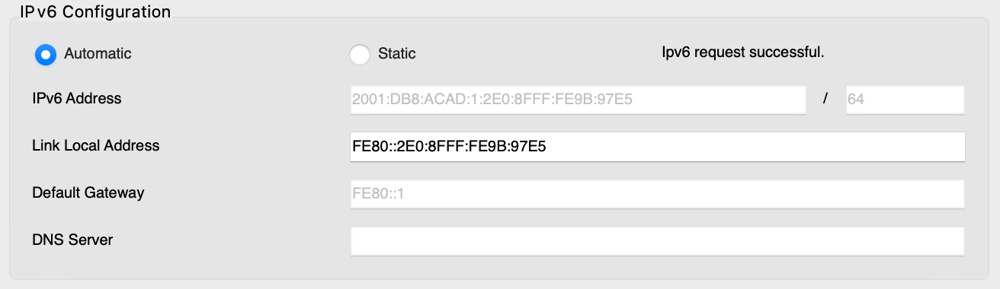 IPv6 Configuration
Automatic Static Ipv6 request successful.
IPv6 Address 2001:DB8:ACAD:1:2E0:8FFF:FE9B:97E5 / 64
Link Local Address FE80::2E0:8FFF:FE9B:97E5
Default Gateway FE80::1
DNS Server